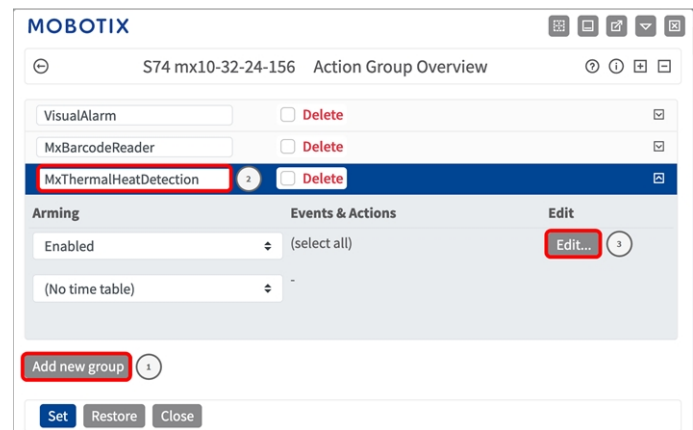 MOBOTIX
S74 mx10-32-24-156 Action Group Overview
VisualAlarm Delete
MxBarcodeReader Delete
MxThermalHeatDetection 2 Delete
Arming Events & Actions Edit
Enabled (select all) Edit... 3
(No time table) -
Add new group 1
Set Restore Close